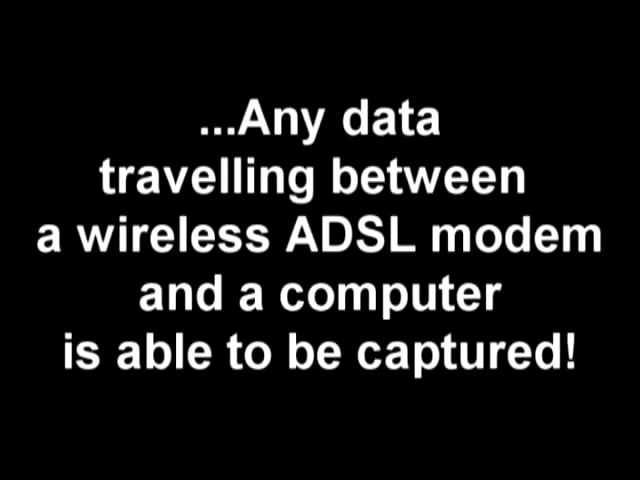 ...Any data
travelling between
a wireless ADSL modem
and a computer
is able to be captured!